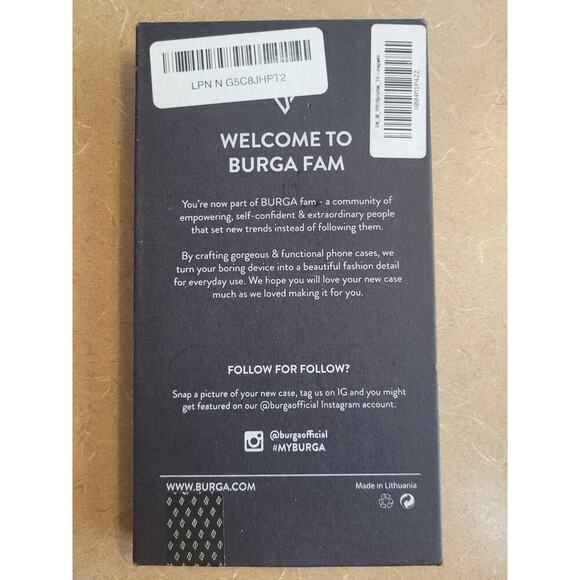 LPN N G5C8JHPT2
X004M1P4ZZ
WELCOME TO
BURGA FAM
You're now part of BURGA fam - a community of
empowering, self-confident & extraordinary people
that set new trends instead of following them.
By crafting gorgeous & functional phone cases, we
turn your boring device into a beautiful fashion detail
for everyday use. We hope you will love your new case
much as we loved making it for you.
FOLLOW FOR FOLLOW?
Snap a picture of your new case, tag us on IG and you might
get featured on our @burgaofficial Instagram account.
@burgaofficial
#MYBURGA
WWW.BURGA.COM
Made in Lithuania